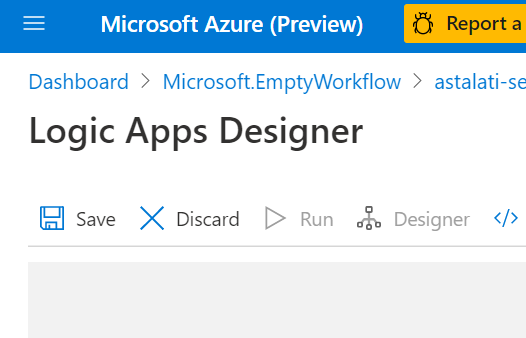 Microsoft Azure (Preview) Report a
Dashboard > Microsoft.EmptyWorkflow > astalati-se
Logic Apps Designer
Save Discard Run Designer </>